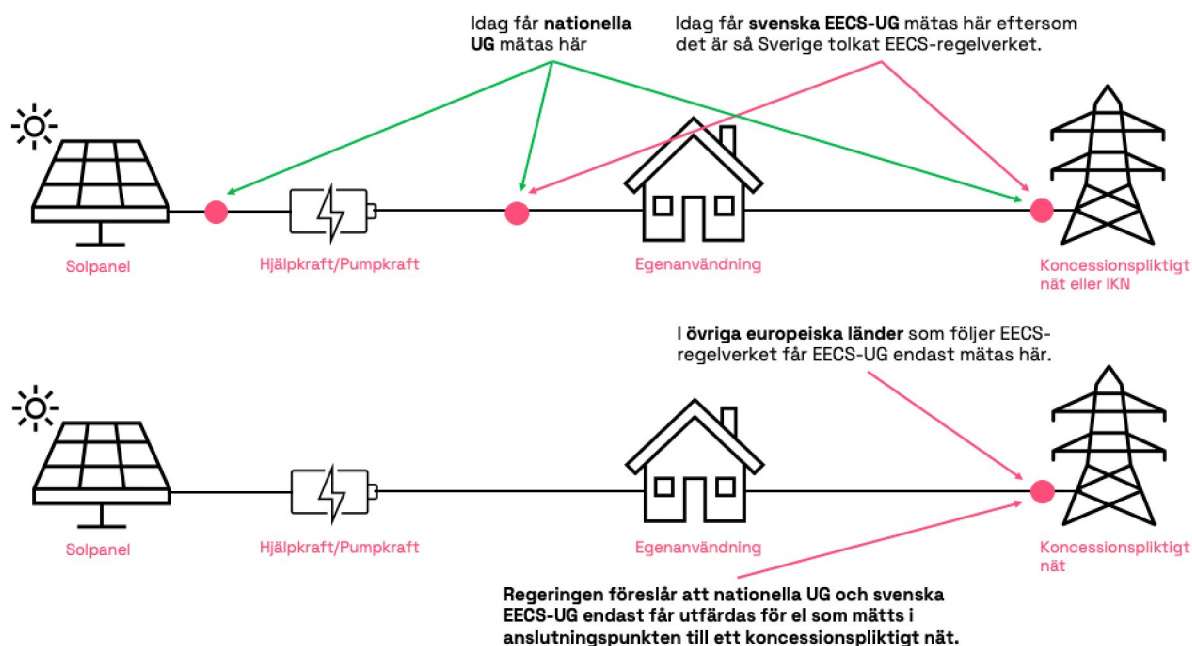 Idag får nationella
UG mätas här
Idag får svenska EECS-UG mätas här eftersom
det är så Sverige tolkat EECS-regelverket.
Solpanel
Hjälpkraft/Pumpkraft
Egenanvändning
Koncessionspliktigt
nät eller IKN
I övriga europeiska länder som följer EECS-
regelverket får EECS-UG endast mätas här.
Solpanel
Hjälpkraft/Pumpkraft
Egenanvändning
Koncessionspliktigt
nät
Regeringen föreslår att nationella UG och svenska
EECS-UG endast får utfärdas för el som mätts i
anslutningspunkten till ett koncessionspliktigt nät.